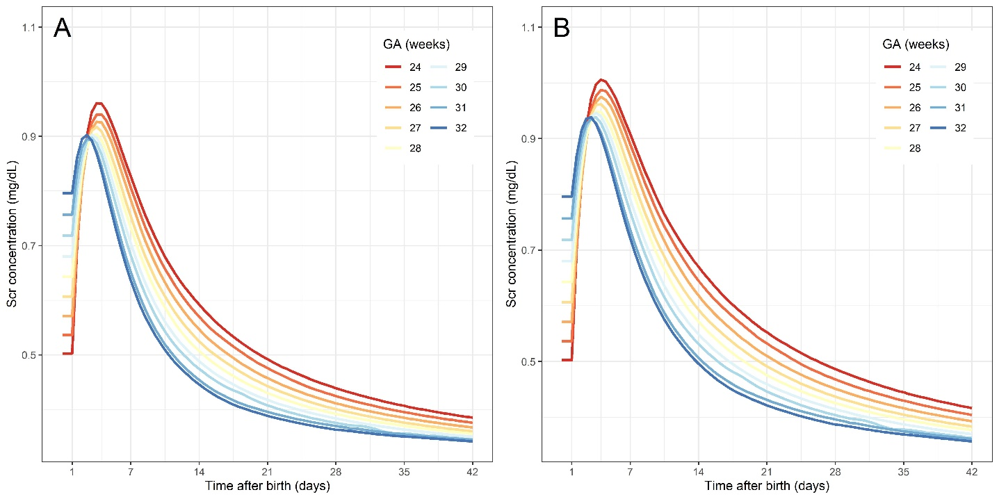 A
1.1
0.9
0.7
0.5
Scr concentration (mg/dL)
GA (weeks)
24 29
25 30
26 31
27 32
28
1 7 14 21 28 35 42
Time after birth (days)
B
1.1
0.9
0.7
0.5
Scr concentration (mg/dL)
GA (weeks)
24 29
25 30
26 31
27 32
28
1 7 14 21 28 35 42
Time after birth (days)